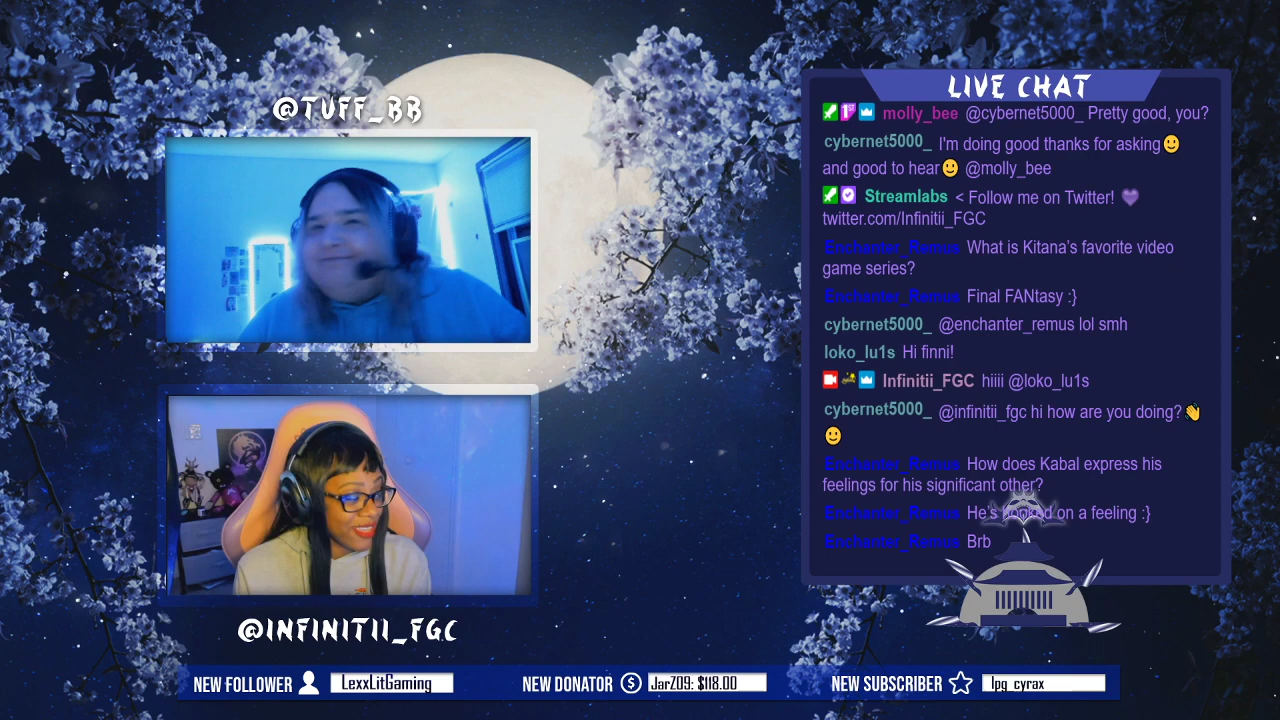 @TUFF_BB
@INFINITII_FGC
LIVE CHAT
molly_bee @cybernet5000_ Pretty good, you?
cybernet5000_ I'm doing good thanks for asking🙂
and good to hear🙂 @molly_bee
Streamlabs < Follow me on Twitter! 💜
twitter.com/Infinitii_FGC
Enchanter_Remus What is Kitana's favorite video
game series?
Enchanter_Remus Final FANtasy :}
cybernet5000_ @enchanter_remus lol smh
loko_lu1s Hi finni!
Infinitii_FGC hiiii @loko_lu1s
cybernet5000_ @infinitii_fgc hi how are you doing?👋
🙂
Enchanter_Remus How does Kabal express his
feelings for his significant other?
Enchanter_Remus He's hooked on a feeling :}
Enchanter_Remus Brb
NEW FOLLOWER LexxLitGaming NEW DONATOR JarZ09: $118.00 NEW SUBSCRIBER lpg_cyrax